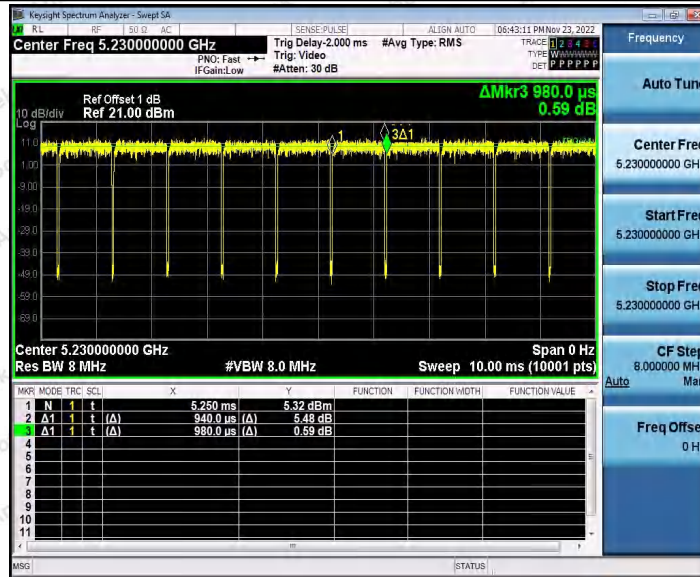 Keysight Spectrum Analyzer - Swept SA
RL RF 50 Ω AC SENSE:PULSE ALIGN AUTO 06:43:11 PM Nov 23, 2022
Center Freq 5.230000000 GHz
PNO: Fast
IFGain:Low
Trig Delay-2.000 ms
Trig: Video
#Atten: 30 dB
#Avg Type: RMS
TRACE 1 2 3 4 5 6
TYPE WWWWWW
DET P P P P P P
ΔMkr3 980.0 µs
0.59 dB
Ref Offset 1 dB
10 dB/div Ref 21.00 dBm
Log
11.0
1.00
-9.00
-19.0
-29.0
-39.0
-49.0
-59.0
-69.0
1
3Δ1
Center 5.230000000 GHz Span 0 Hz
Res BW 8 MHz #VBW 8.0 MHz Sweep 10.00 ms (10001 pts)
MKR MODE TRC SCL X Y FUNCTION FUNCTION WIDTH FUNCTION VALUE
1 N 1 t 5.250 ms 5.32 dBm
2 Δ1 1 t (Δ) 940.0 µs (Δ) 5.48 dB
3 Δ1 1 t (Δ) 980.0 µs (Δ) 0.59 dB
4
5
6
7
8
9
10
11
MSG STATUS
Frequency
Auto Tun
Center Fre
5.230000000 GH
Start Fre
5.230000000 GH
Stop Fre
5.230000000 GH
CF Step
8.000000 MH
Auto Ma
Freq Offse
0 H